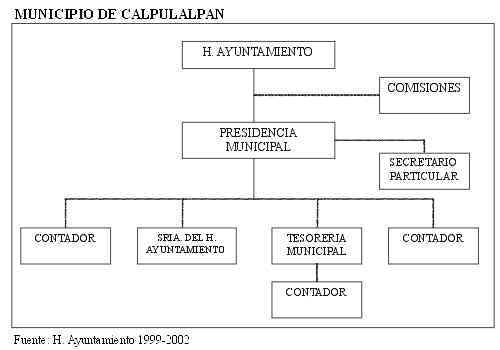 MUNICIPIO DE CALPULALPAN
H. AYUNTAMIENTO
COMISIONES
PRESIDENCIA
MUNICIPAL
SECRETARIO
PARTICULAR
CONTADOR
SRIA. DEL H.
AYUNTAMIENTO
TESORERIA
MUNICIPAL
CONTADOR
CONTADOR
Fuente: H. Ayuntamiento 1999-2002